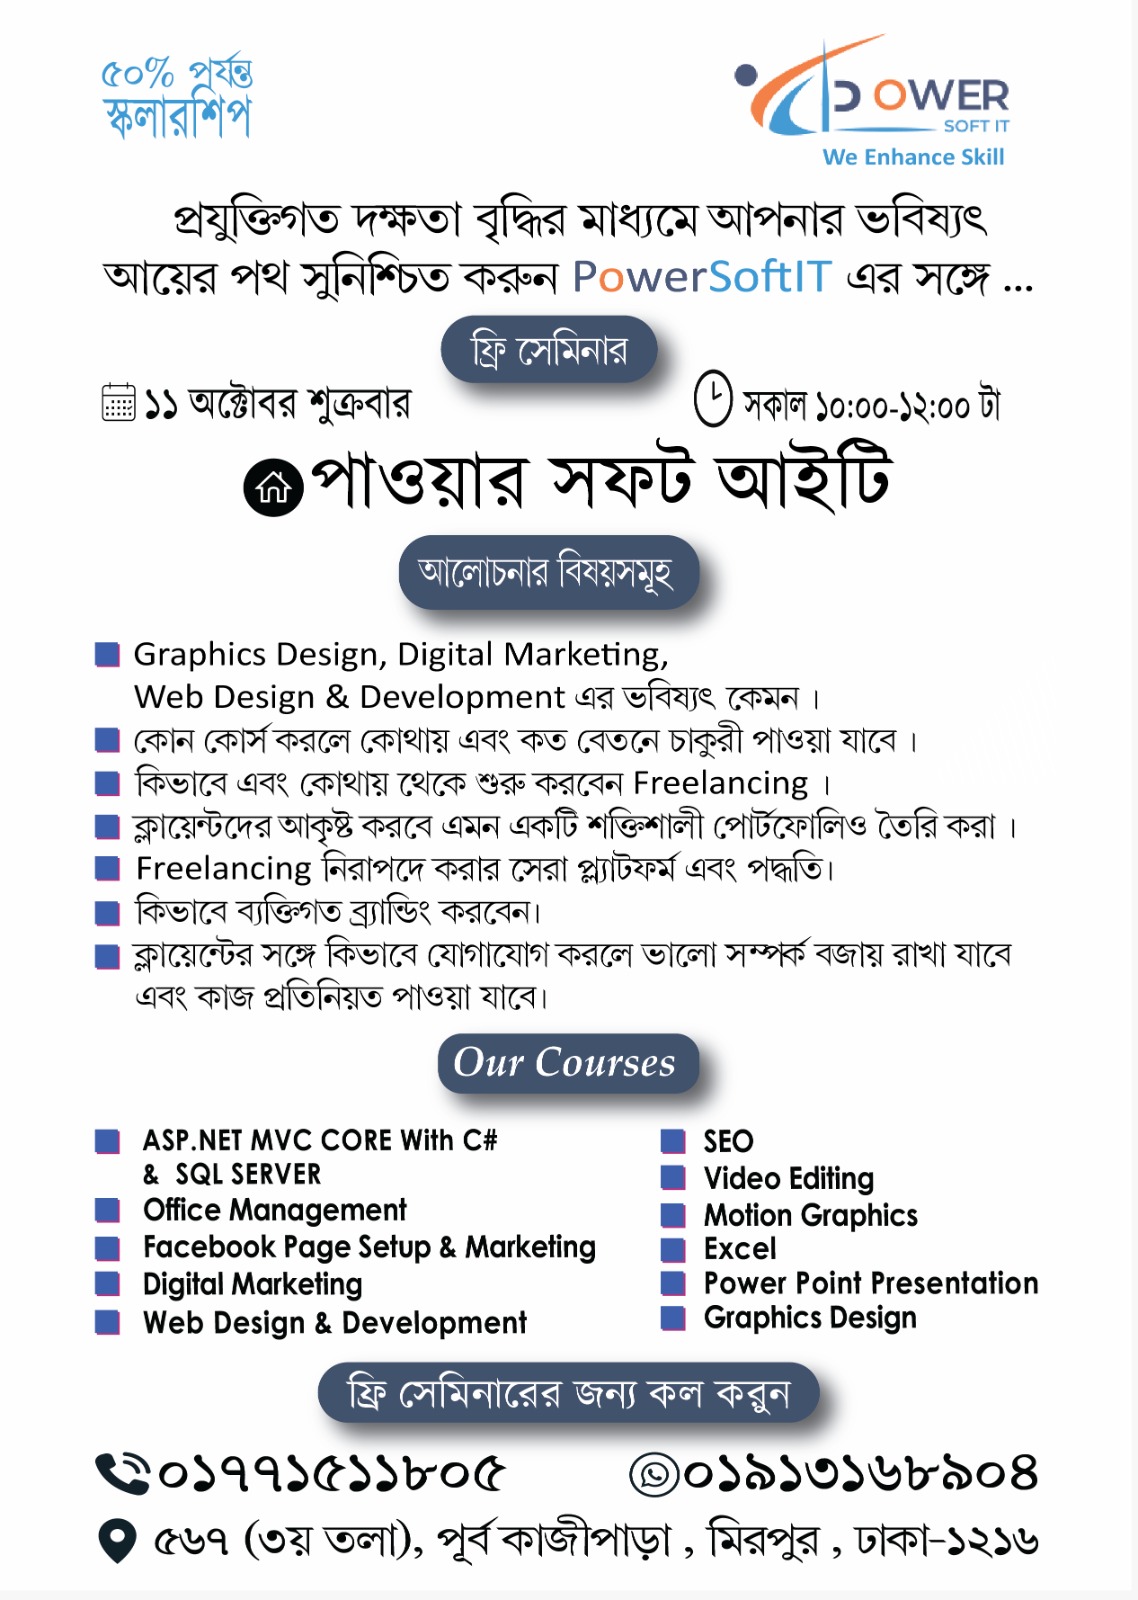 ৫০% পর্যন্ত
স্কলারশিপ
POWER
SOFT IT
We Enhance Skill
প্রযুক্তিগত দক্ষতা বৃদ্ধির মাধ্যমে আপনার ভবিষ্যৎ
আয়ের পথ সুনিশ্চিত করুন PowerSoftIT এর সঙ্গে ...
ফ্রি সেমিনার
১১ অক্টোবর শুক্রবার
সকাল ১০:০০-১২:০০ টা
পাওয়ার সফট আইটি
আলোচনার বিষয়সমূহ
Graphics Design, Digital Marketing,
Web Design & Development এর ভবিষ্যৎ কেমন ।
কোন কোর্স করলে কোথায় এবং কত বেতনে চাকুরী পাওয়া যাবে ।
কিভাবে এবং কোথায় থেকে শুরু করবেন Freelancing ।
ক্লায়েন্টদের আকৃষ্ট করবে এমন একটি শক্তিশালী পোর্টফোলিও তৈরি করা ।
Freelancing নিরাপদে করার সেরা প্ল্যাটফর্ম এবং পদ্ধতি।
কিভাবে ব্যক্তিগত ব্র্যান্ডিং করবেন।
ক্লায়েন্টের সঙ্গে কিভাবে যোগাযোগ করলে ভালো সম্পর্ক বজায় রাখা যাবে
এবং কাজ প্রতিনিয়ত পাওয়া যাবে।
Our Courses
ASP.NET MVC CORE With C#
& SQL SERVER
Office Management
Facebook Page Setup & Marketing
Digital Marketing
Web Design & Development
SEO
Video Editing
Motion Graphics
Excel
Power Point Presentation
Graphics Design
ফ্রি সেমিনারের জন্য কল করুন
০১৭৭১৫১১৮০৫
০১৯১৩১৬৮৯০৪
৫৬৭ (৩য় তলা), পূর্ব কাজীপাড়া , মিরপুর , ঢাকা-১২১৬